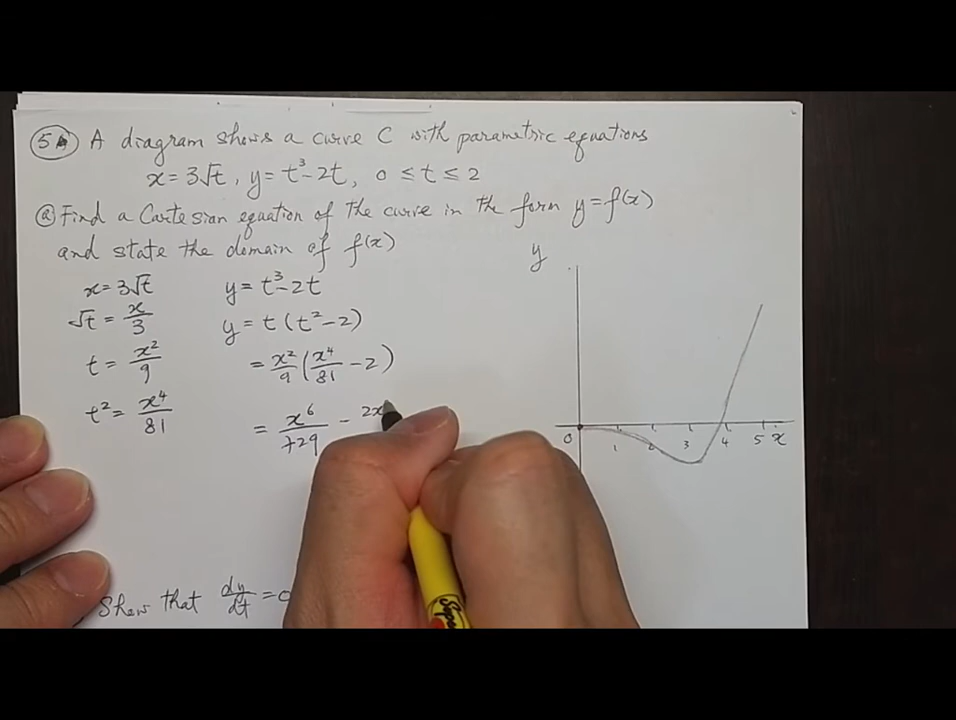 5A A diagram shows a curve C with parametric equations
x = 3√t, y = t³ - 2t, 0 ≤ t ≤ 2
ⓐ Find a Cartesian equation of the curve in the form y = f(x)
and state the domain of f(x)
x = 3√t y = t³ - 2t
√t = x/3 y = t (t² - 2)
t = x²/9 = x²/9 (x⁴/81 - 2)
t² = x⁴/81 = x⁶/729 - 2x
y
0 1 2 3 4 5 x
Show that dy/dt = 0
Supe